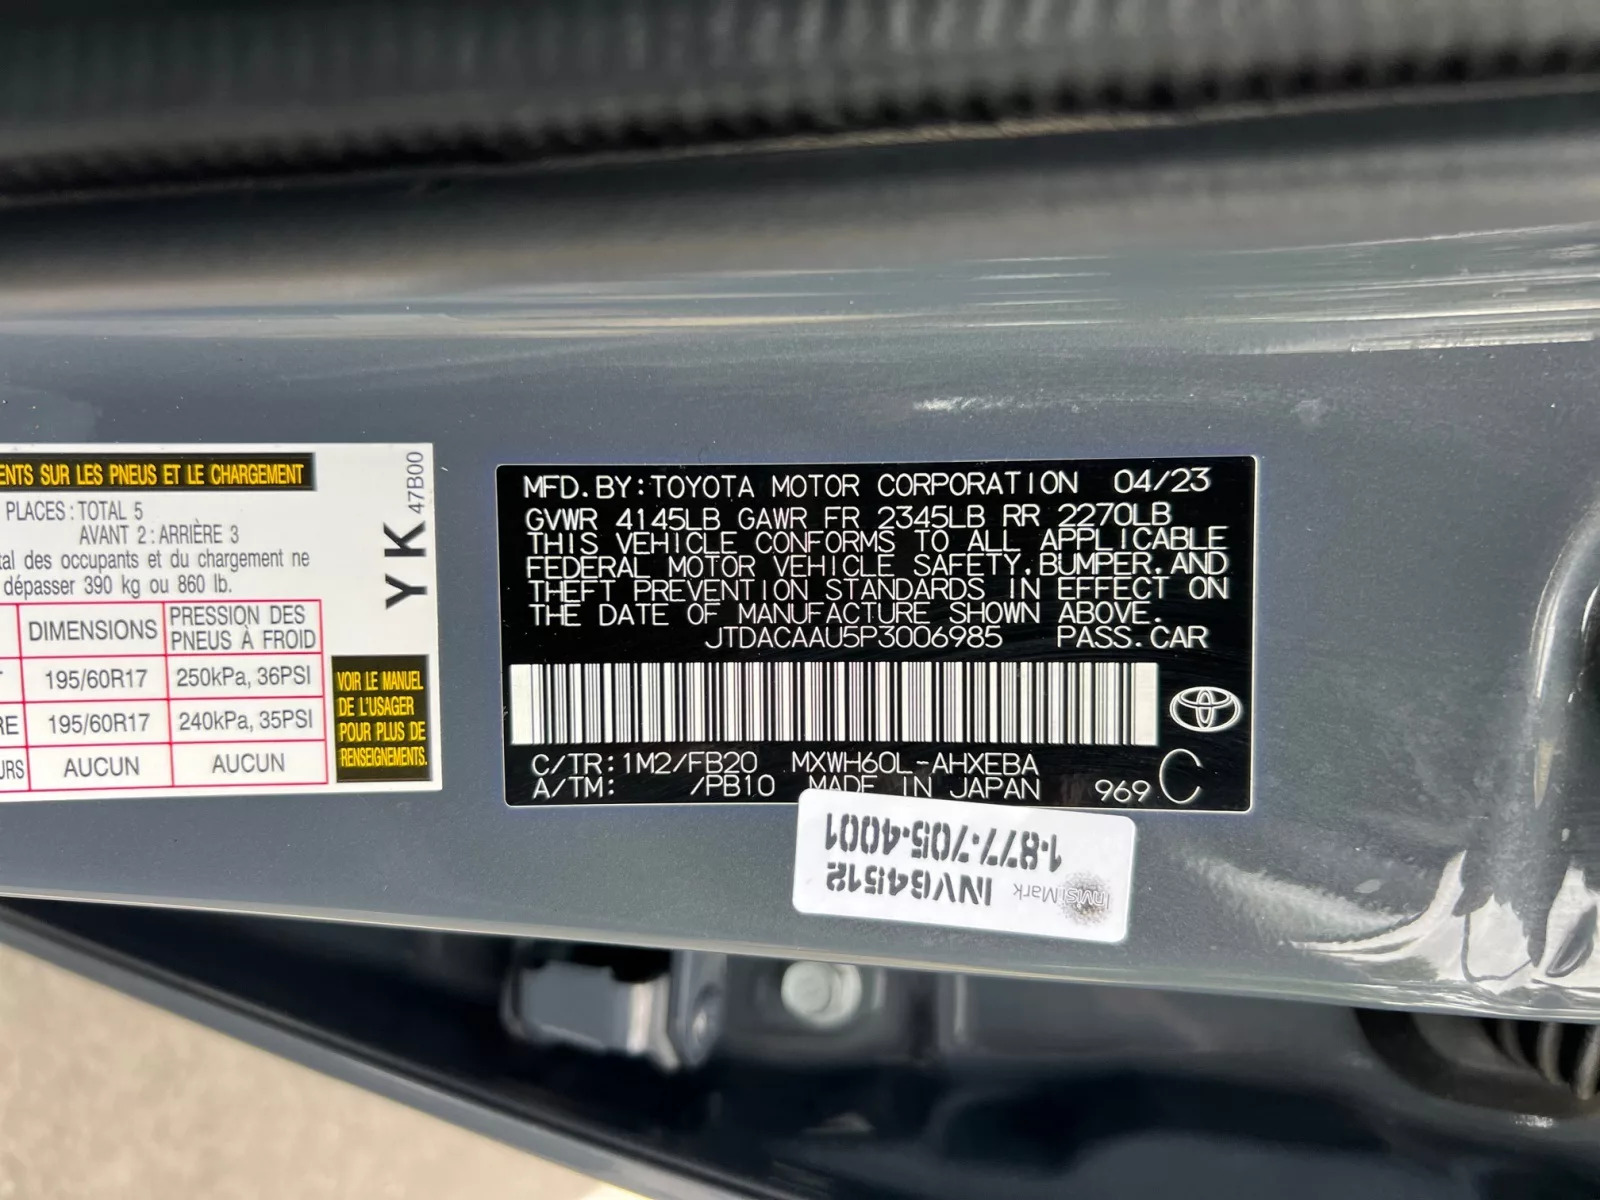 ENTS SUR LES PNEUS ET LE CHARGEMENT
PLACES : TOTAL 5
AVANT 2 : ARRIÈRE 3
tal des occupants et du chargement ne
dépasser 390 kg ou 860 lb.
DIMENSIONS PRESSION DES PNEUS À FROID
T 195/60R17 250kPa, 36PSI
RE 195/60R17 240kPa, 35PSI
URS AUCUN AUCUN
47B00
YK
VOIR LE MANUEL
DE L'USAGER
POUR PLUS DE
RENSEIGNEMENTS.
MFD. BY: TOYOTA MOTOR CORPORATION 04/23
GVWR 4145LB GAWR FR 2345LB RR 2270LB
THIS VEHICLE CONFORMS TO ALL APPLICABLE
FEDERAL MOTOR VEHICLE SAFETY, BUMPER, AND
THEFT PREVENTION STANDARDS IN EFFECT ON
THE DATE OF MANUFACTURE SHOWN ABOVE.
JTDACAAU5P3006985 PASS. CAR
C/TR: 1M2/FB20 MXWH60L-AHXEBA
A/TM: /PB10 MADE IN JAPAN 969 C
InvisiMark INV64512
1-877-705-4001